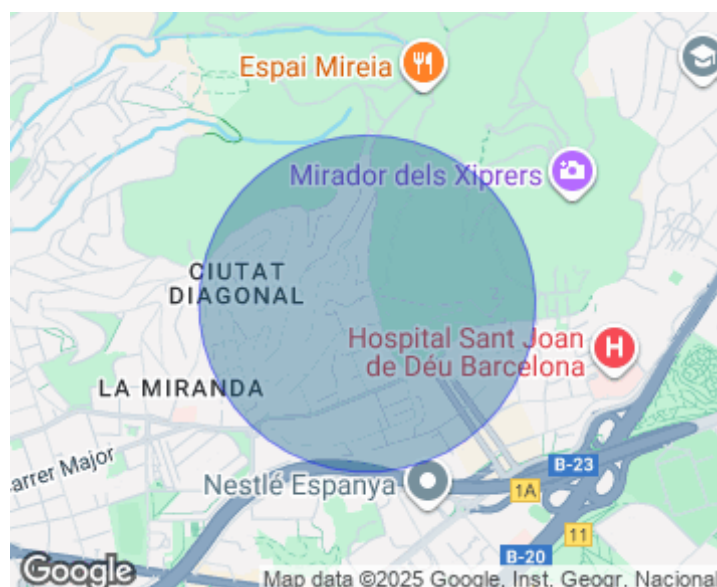 Espai Mireia
Mirador dels Xiprers
CIUTAT
DIAGONAL
Hospital Sant Joan
de Déu Barcelona
H
LA MIRANDA
arrer Major
B-23
Nestlé Espanya
1A
11
B-20
Google
Map data ©2025 Google, Inst. Geogr. Nacional